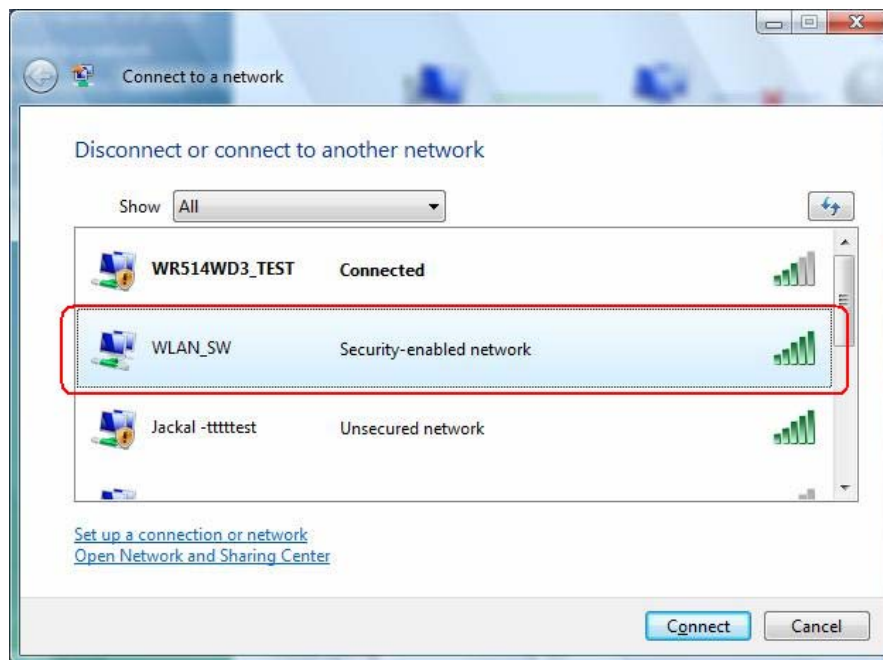 Connect to a network
Disconnect or connect to another network
Show All
WR514WD3_TEST Connected
WLAN_SW Security-enabled network
Jackal -tttttest Unsecured network
Set up a connection or network
Open Network and Sharing Center
Connect Cancel